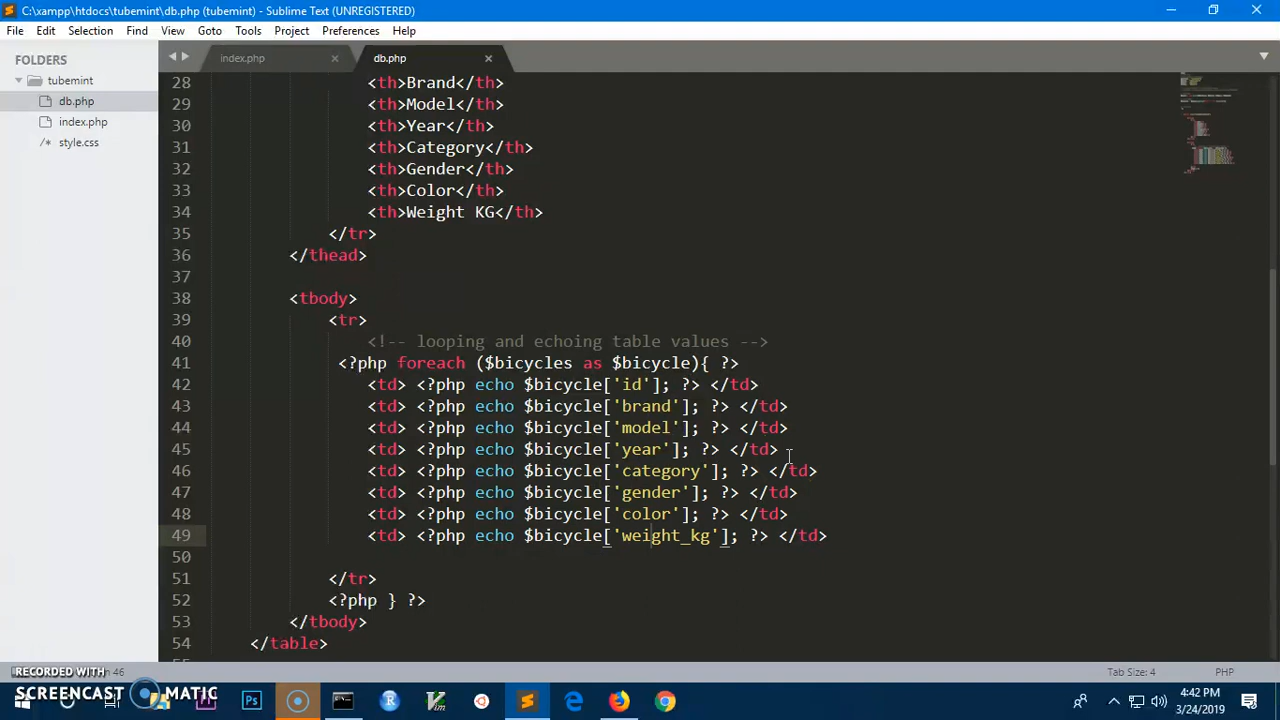 C:\xampp\htdocs\tubemint\db.php (tubemint) - Sublime Text (UNREGISTERED)
File Edit Selection Find View Goto Tools Project Preferences Help
FOLDERS
tubemint
db.php
index.php
style.css
index.php
db.php
28 <th>Brand</th>
29 <th>Model</th>
30 <th>Year</th>
31 <th>Category</th>
32 <th>Gender</th>
33 <th>Color</th>
34 <th>Weight KG</th>
35 </tr>
36 </thead>
37
38 <tbody>
39 <tr>
40 <!-- looping and echoing table values -->
41 <?php foreach ($bicycles as $bicycle){ ?>
42 <td> <?php echo $bicycle['id']; ?> </td>
43 <td> <?php echo $bicycle['brand']; ?> </td>
44 <td> <?php echo $bicycle['model']; ?> </td>
45 <td> <?php echo $bicycle['year']; ?> </td>
46 <td> <?php echo $bicycle['category']; ?> </td>
47 <td> <?php echo $bicycle['gender']; ?> </td>
48 <td> <?php echo $bicycle['color']; ?> </td>
49 <td> <?php echo $bicycle['weight_kg']; ?> </td>
50
51 </tr>
52 <?php } ?>
53 </tbody>
54 </table>
46
Tab Size: 4
PHP
RECORDED WITH
SCREENCAST MATIC
4:42 PM
3/24/2019